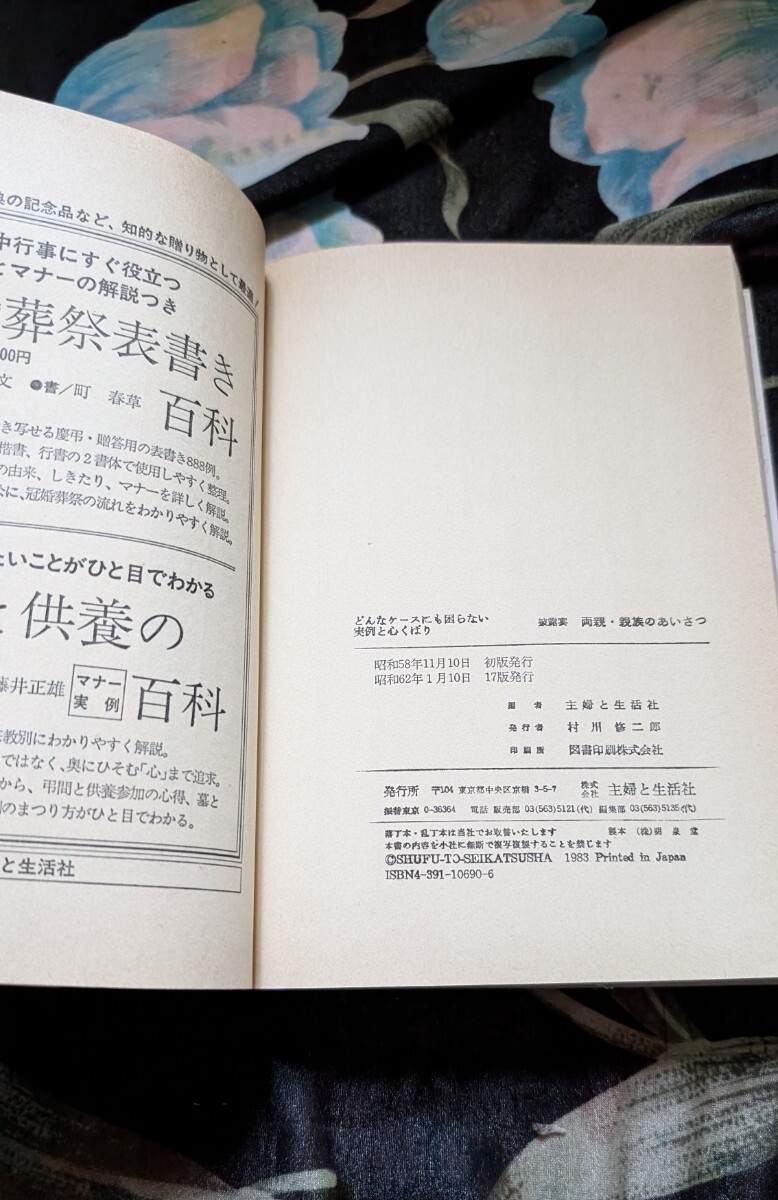 典の記念品など、知的な贈り物として最適！
中行事にすぐ役立つ
とマナーの解説つき
葬祭表書き
百科
00円
文 ●書／町 春草
き写せる慶弔・贈答用の表書き888例。
楷書、行書の2書体で使用しやすく整理。
の由来、しきたり、マナーを詳しく解説。
に、冠婚葬祭の流れをわかりやすく解説。
たいことがひと目でわかる
と供養の
藤井正雄 マナー実例 百科
教別にわかりやすく解説。
ではなく、奥にひそむ「心」まで追求。
から、弔問と供養参加の心得、墓と
のまつり方がひと目でわかる。
と生活社
どんなケースにも困らない
実例と心くばり
披露宴 両親・親族のあいさつ
昭和58年11月10日 初版発行
昭和62年1月10日 17版発行
編者 主婦と生活社
発行者 村川修二郎
印刷所 図書印刷株式会社
発行所 〒104 東京都中央区京橋3-5-7 株式会社 主婦と生活社
振替東京 0-36364 電話 販売部 03(563)5121(代) 編集部 03(563)5135(代)
落丁本・乱丁本は当社でお取替いたします 製本 (株)明泉堂
本書の内容を小社に無断で複写複製することを禁じます
©SHUFU-TO-SEIKATSUSHA 1983 Printed in Japan
ISBN4-391-10690-6